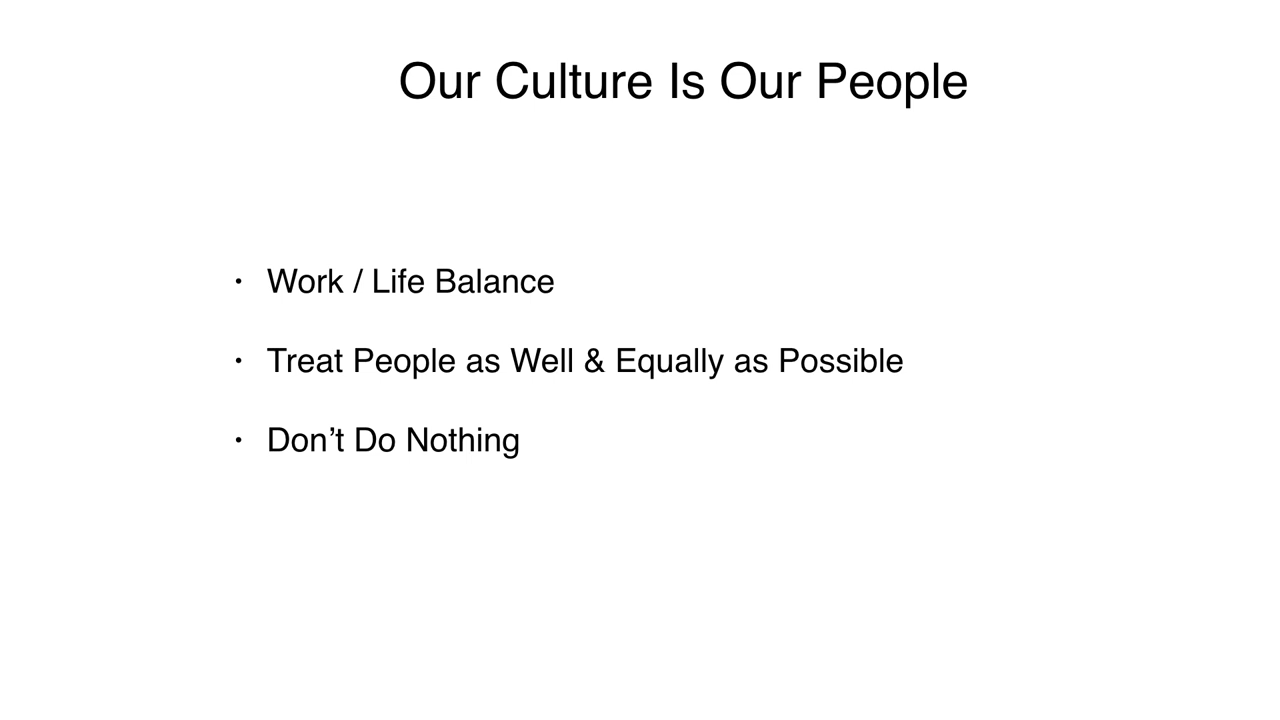 Our Culture Is Our People
• Work / Life Balance
• Treat People as Well & Equally as Possible
• Don’t Do Nothing